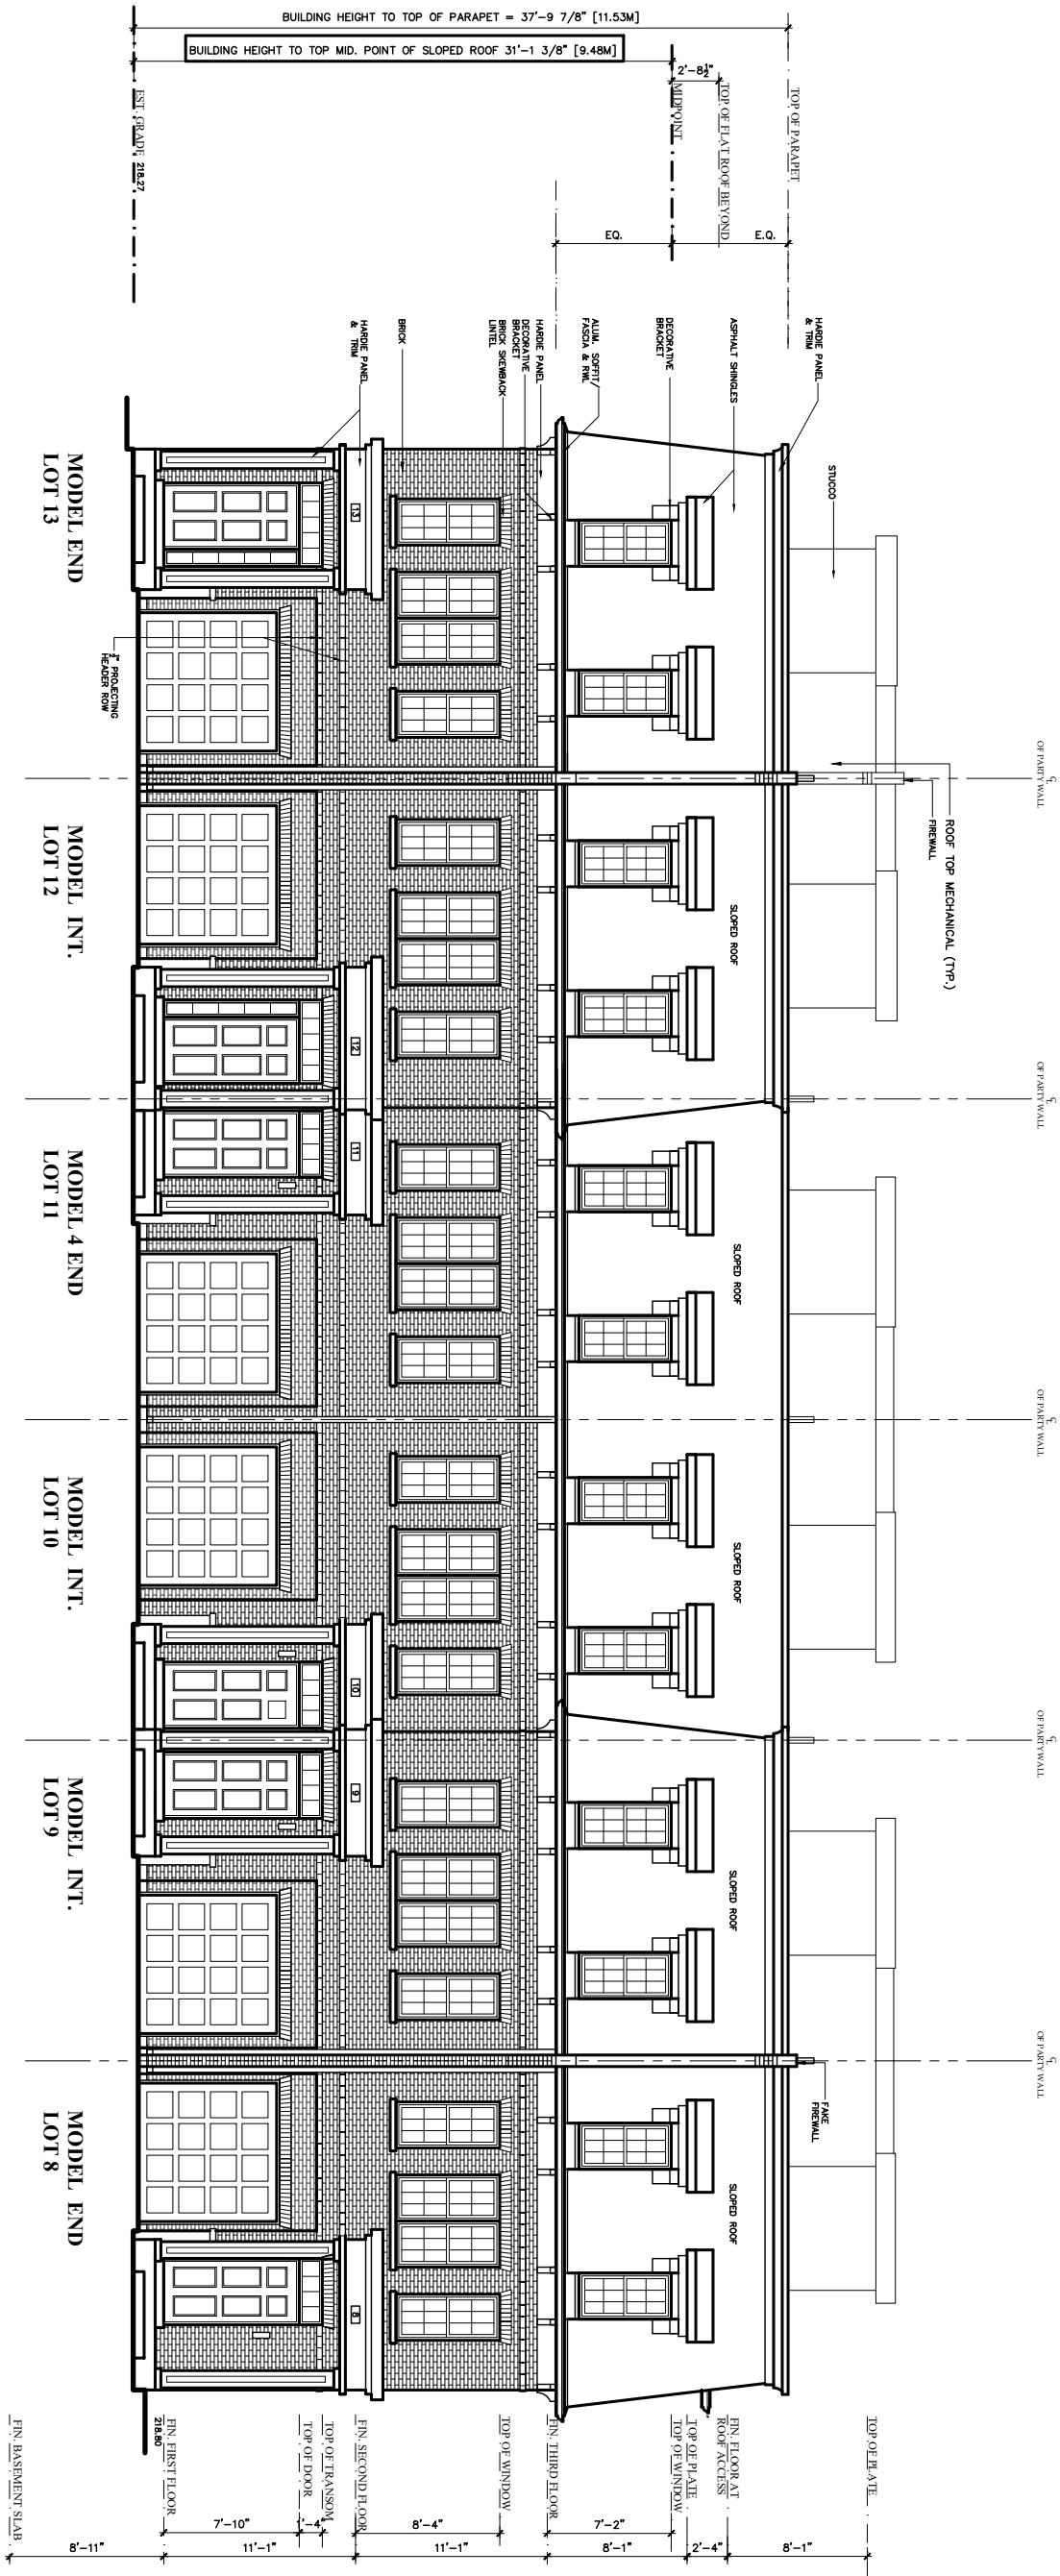 BUILDING HEIGHT TO TOP OF PARAPET = 37'-9 7/8" [11.53M]
BUILDING HEIGHT TO TOP MID. POINT OF SLOPED ROOF 31'-1 3/8" [9.48M]
2'-8½"
TOP OF PARAPET
TOP OF FLAT ROOF BEYOND
MIDPOINT
EST. GRADE 218.27
E.Q.
EQ.
HARDIE PANEL
& TRIM
ASPHALT SHINGLES
DECORATIVE
BRACKET
ALUM. SOFFIT/
FASCIA & RWL
HARDIE PANEL
DECORATIVE
BRACKET
BRICK SKEWBACK
LINTEL
BRICK
HARDIE PANEL
& TRIM
STUCCO
½" PROJECTING
HEADER ROW
ROOF TOP MECHANICAL (TYP.)
FIREWALL
FAKE
FIREWALL
℄
OF PARTY WALL
℄
OF PARTY WALL
℄
OF PARTY WALL
℄
OF PARTY WALL
℄
OF PARTY WALL
SLOPED ROOF
SLOPED ROOF
SLOPED ROOF
SLOPED ROOF
SLOPED ROOF
13
12
11
10
9
8
MODEL END
LOT 13
MODEL INT.
LOT 12
MODEL 4 END
LOT 11
MODEL INT.
LOT 10
MODEL INT.
LOT 9
MODEL END
LOT 8
TOP OF PLATE
FIN. FLOOR AT
ROOF ACCESS
TOP OF PLATE
TOP OF WINDOW
FIN. THIRD FLOOR
TOP OF WINDOW
FIN. SECOND FLOOR
TOP OF TRANSOM
TOP OF DOOR
FIN. FIRST FLOOR
218.80
FIN. BASEMENT SLAB
7'-2"
8'-4"
1'-4"
7'-10"
8'-1"
2'-4"
8'-1"
11'-1"
11'-1"
8'-11"